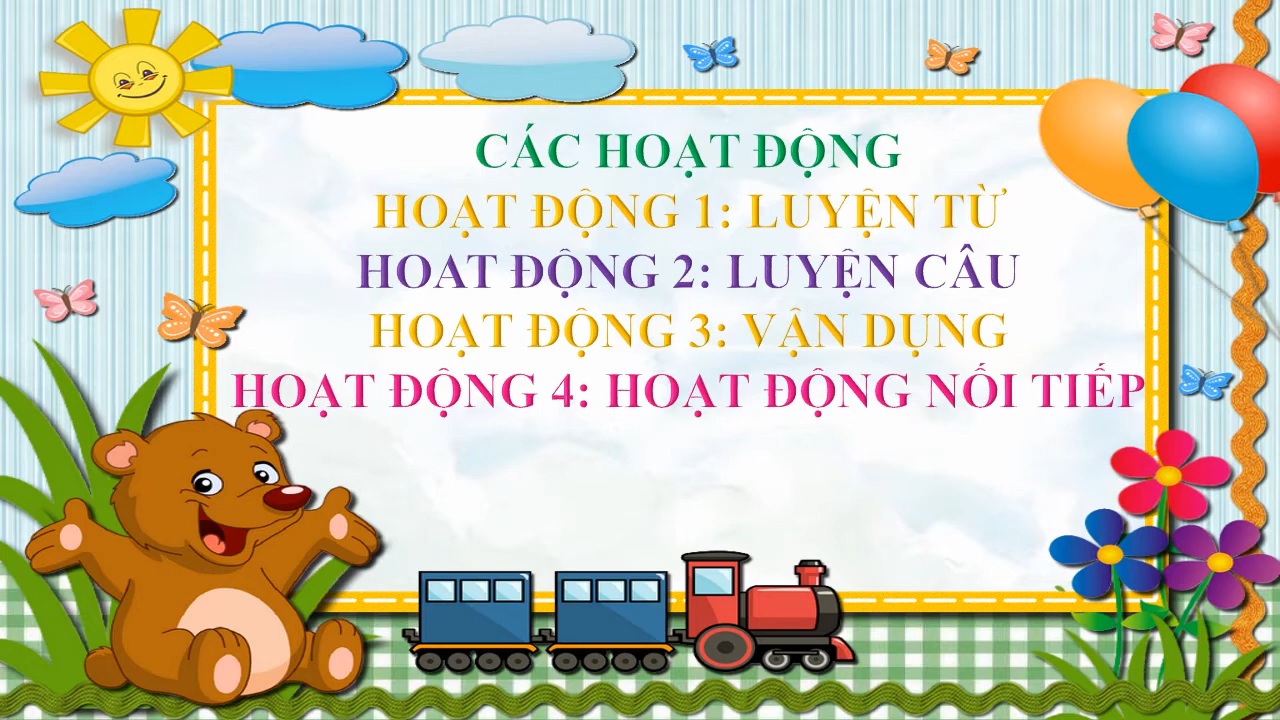 CÁC HOẠT ĐỘNG
HOẠT ĐỘNG 1: LUYỆN TỪ
HOAT ĐỘNG 2: LUYỆN CÂU
HOẠT ĐỘNG 3: VẬN DỤNG
HOẠT ĐỘNG 4: HOẠT ĐỘNG NỐI TIẾP